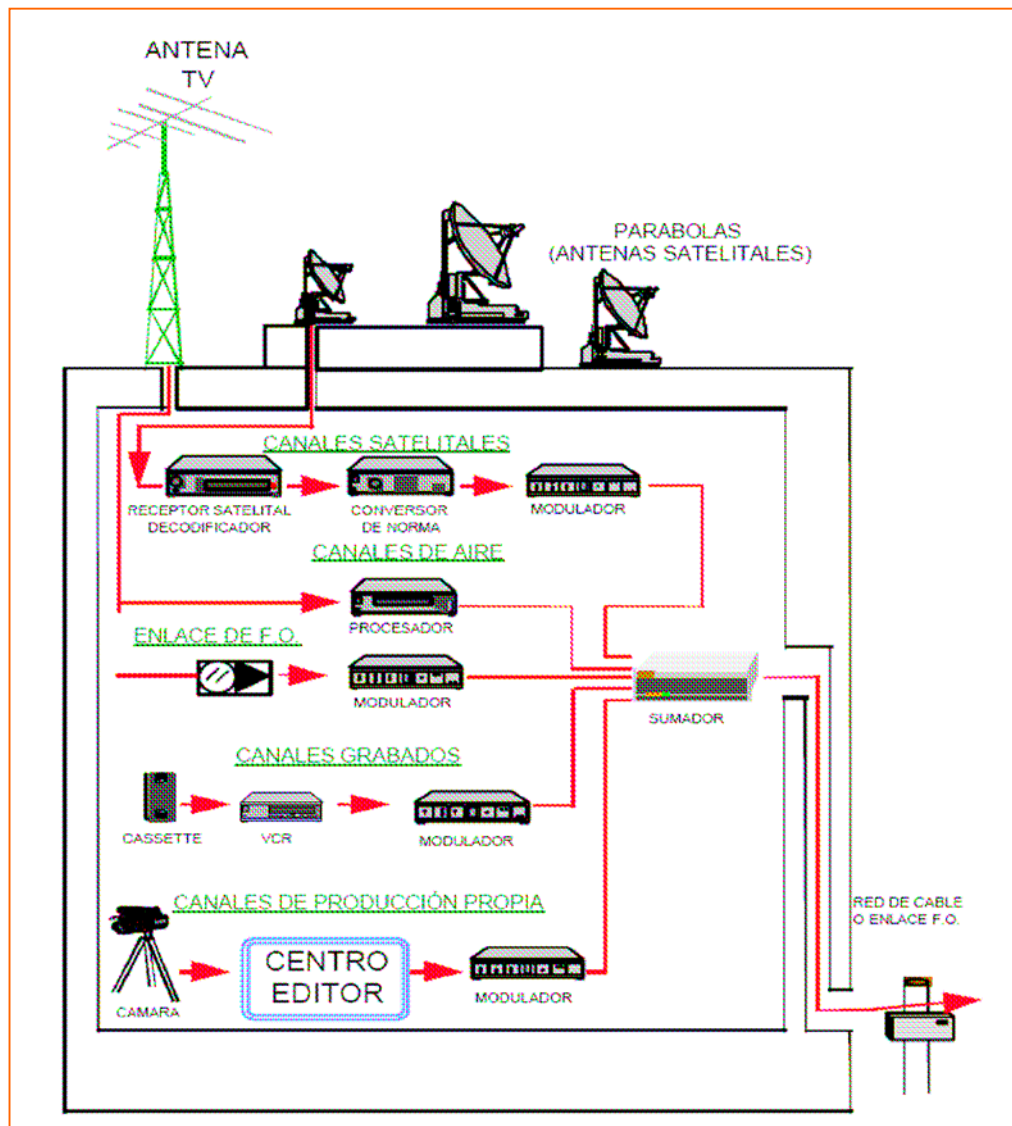 ANTENA
TV
PARABOLAS
(ANTENAS SATELITALES)
CANALES SATELITALES
RECEPTOR SATELITAL
DECODIFICADOR
CONVERSOR
DE NORMA
MODULADOR
CANALES DE AIRE
PROCESADOR
ENLACE DE F.O.
MODULADOR
SUMADOR
CANALES GRABADOS
CASSETTE
VCR
MODULADOR
CANALES DE PRODUCCIÓN PROPIA
RED DE CABLE
O ENLACE F.O.
CAMARA
CENTRO
EDITOR
MODULADOR